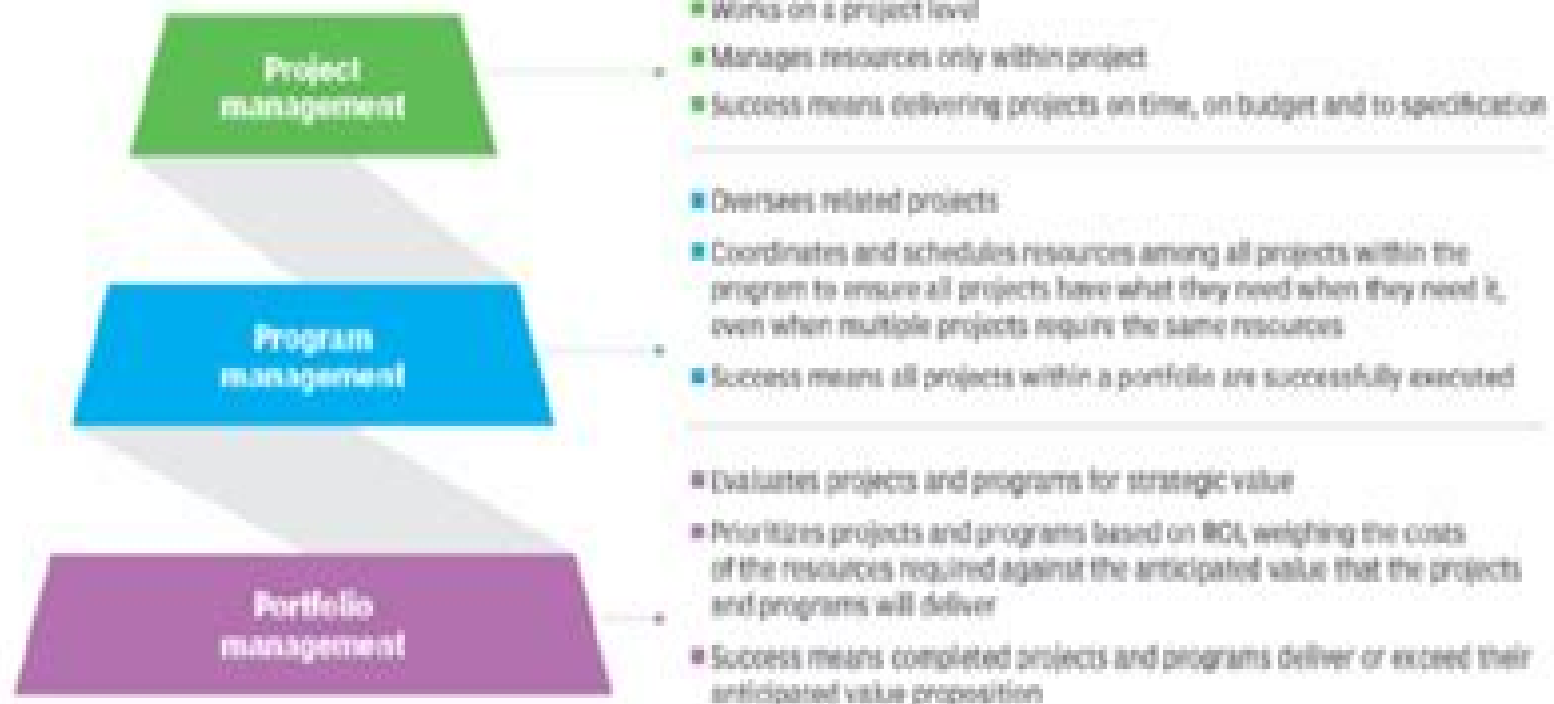 Project
management
Works on a project level
Manages resources only within project
Success means delivering projects on time, on budget and to specification
Program
management
Oversees related projects
Coordinates and schedules resources among all projects within the
program to ensure all projects have what they need when they need it,
even when multiple projects require the same resources
Success means all projects within a portfolio are successfully executed
Portfolio
management
Evaluates projects and programs for strategic value
Prioritizes projects and programs based on ROI, weighing the costs
of the resources required against the anticipated value that the projects
and programs will deliver
Success means completed projects and programs deliver or exceed their
anticipated value proposition